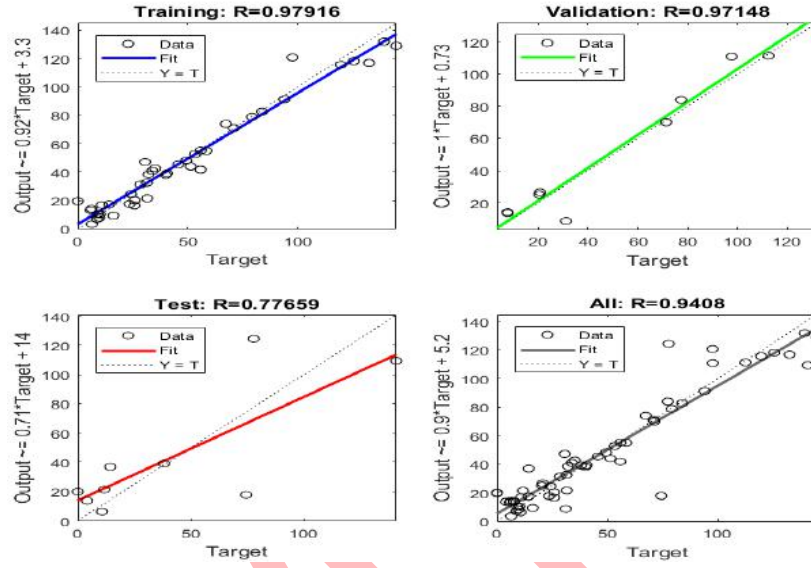 Training: R=0.97916
Output ~= 0.92*Target + 3.3
140
120
100
80
60
40
20
0
Data
Fit
Y = T
0
50
100
Target
Validation: R=0.97148
Output ~= 1*Target + 0.73
120
100
80
60
40
20
Data
Fit
Y = T
20
40
60
80
100
120
Target
Test: R=0.77659
Output ~= 0.71*Target + 14
140
120
100
80
60
40
20
0
Data
Fit
Y = T
0
50
100
Target
All: R=0.9408
Output ~= 0.9*Target + 5.2
140
120
100
80
60
40
20
0
Data
Fit
Y = T
0
50
100
Target